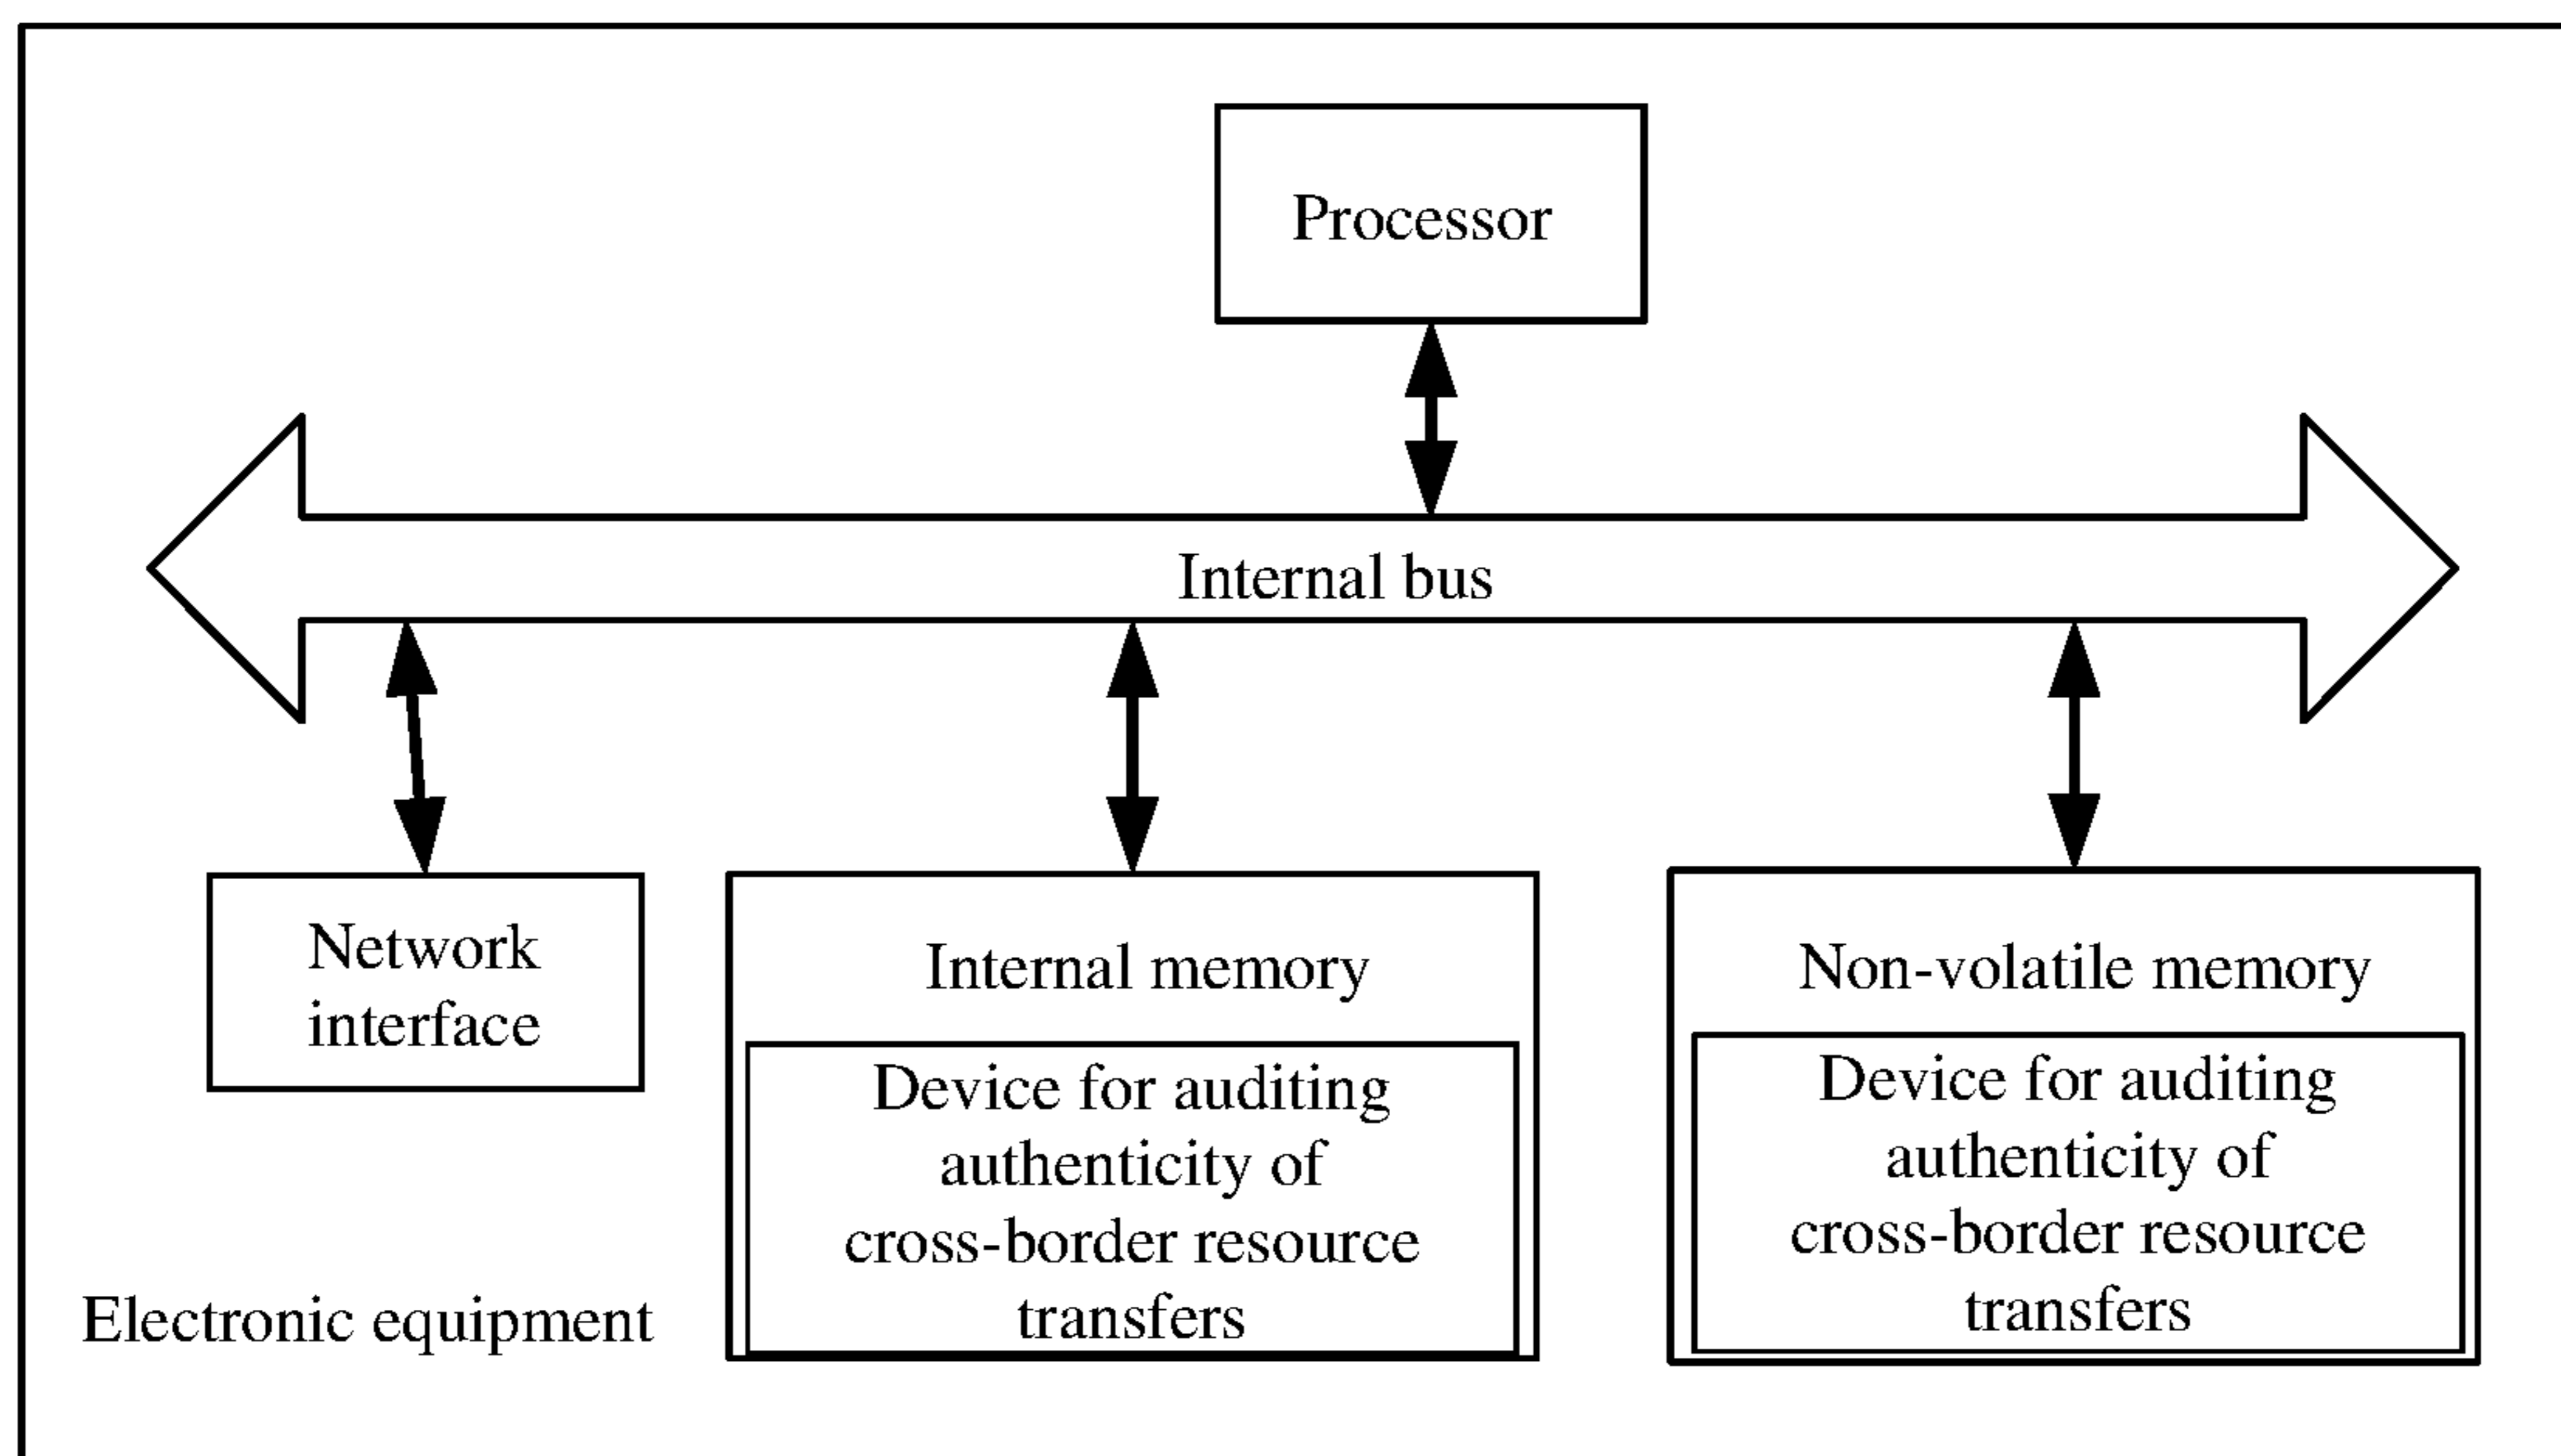 Processor
Internal bus
Network
interface
Internal memory
Device for auditing
authenticity of
cross-border resource
transfers
Non-volatile memory
Device for auditing
authenticity of
cross-border resource
transfers
Electronic equipment